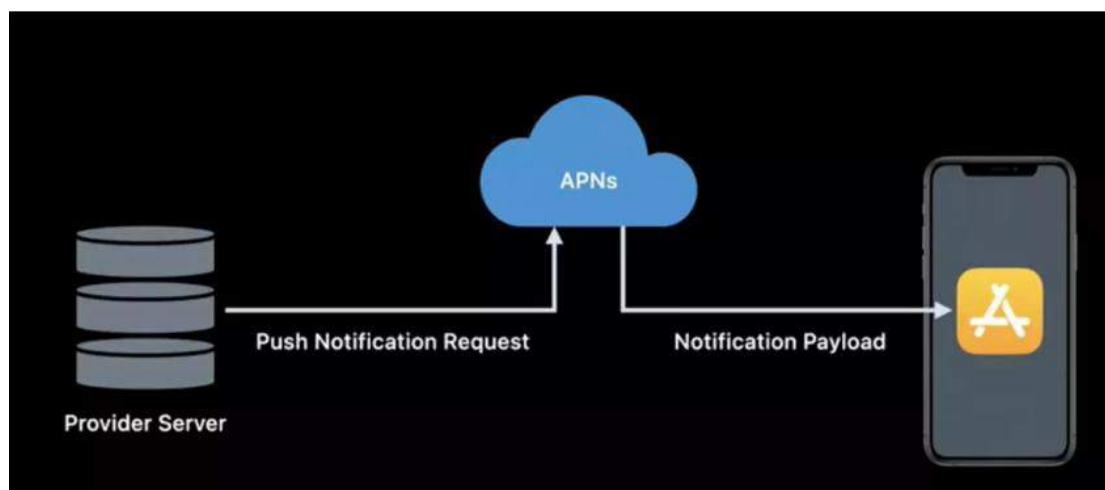 APNs
Push Notification Request
Notification Payload
Provider Server